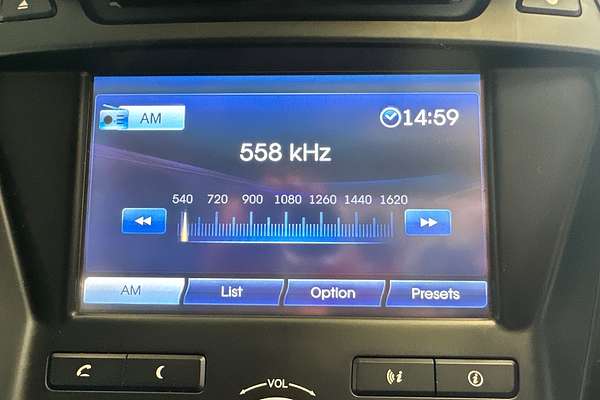 AM
14:59
558 kHz
540 720 900 1080 1260 1440 1620
AM List Option Presets
VOL